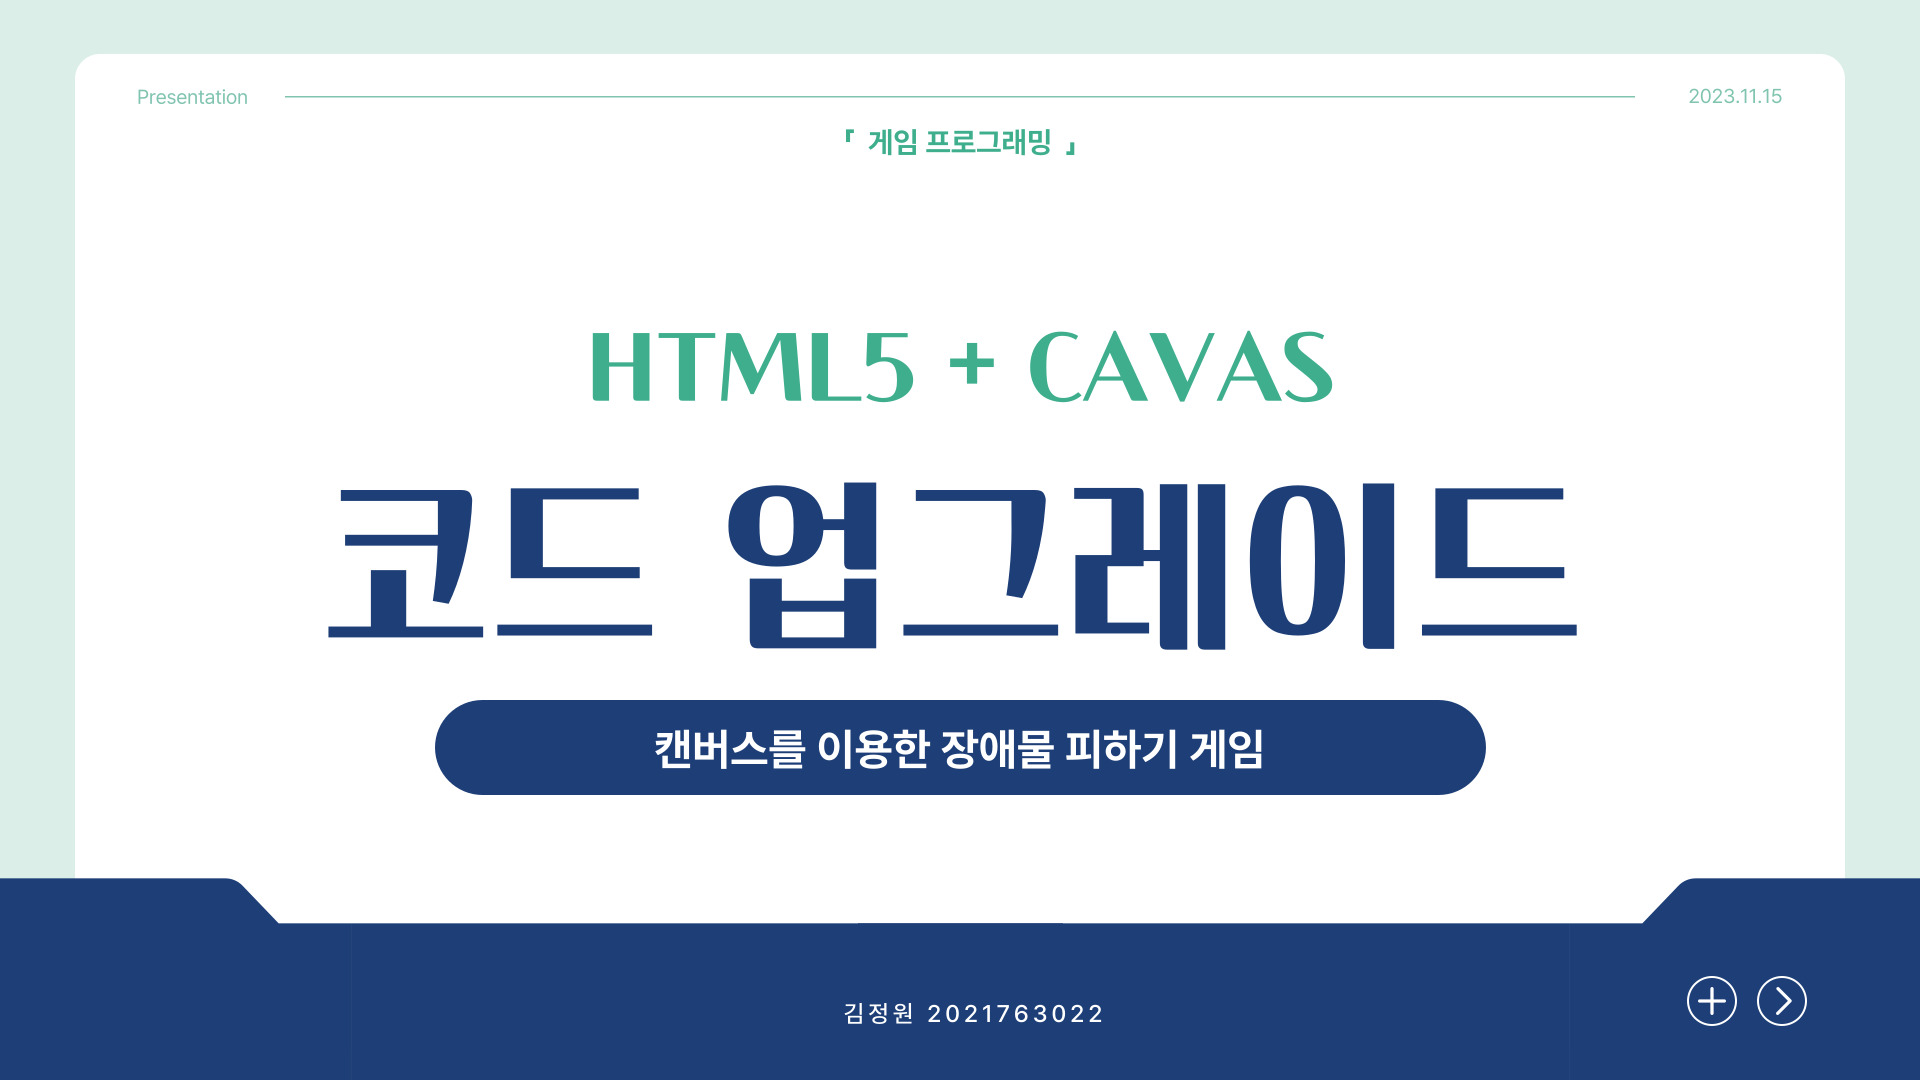 Presentation
2023.11.15
『 게임 프로그래밍 』
HTML5 + CAVAS
코드 업그레이드
캔버스를 이용한 장애물 피하기 게임
김정원 2021763022